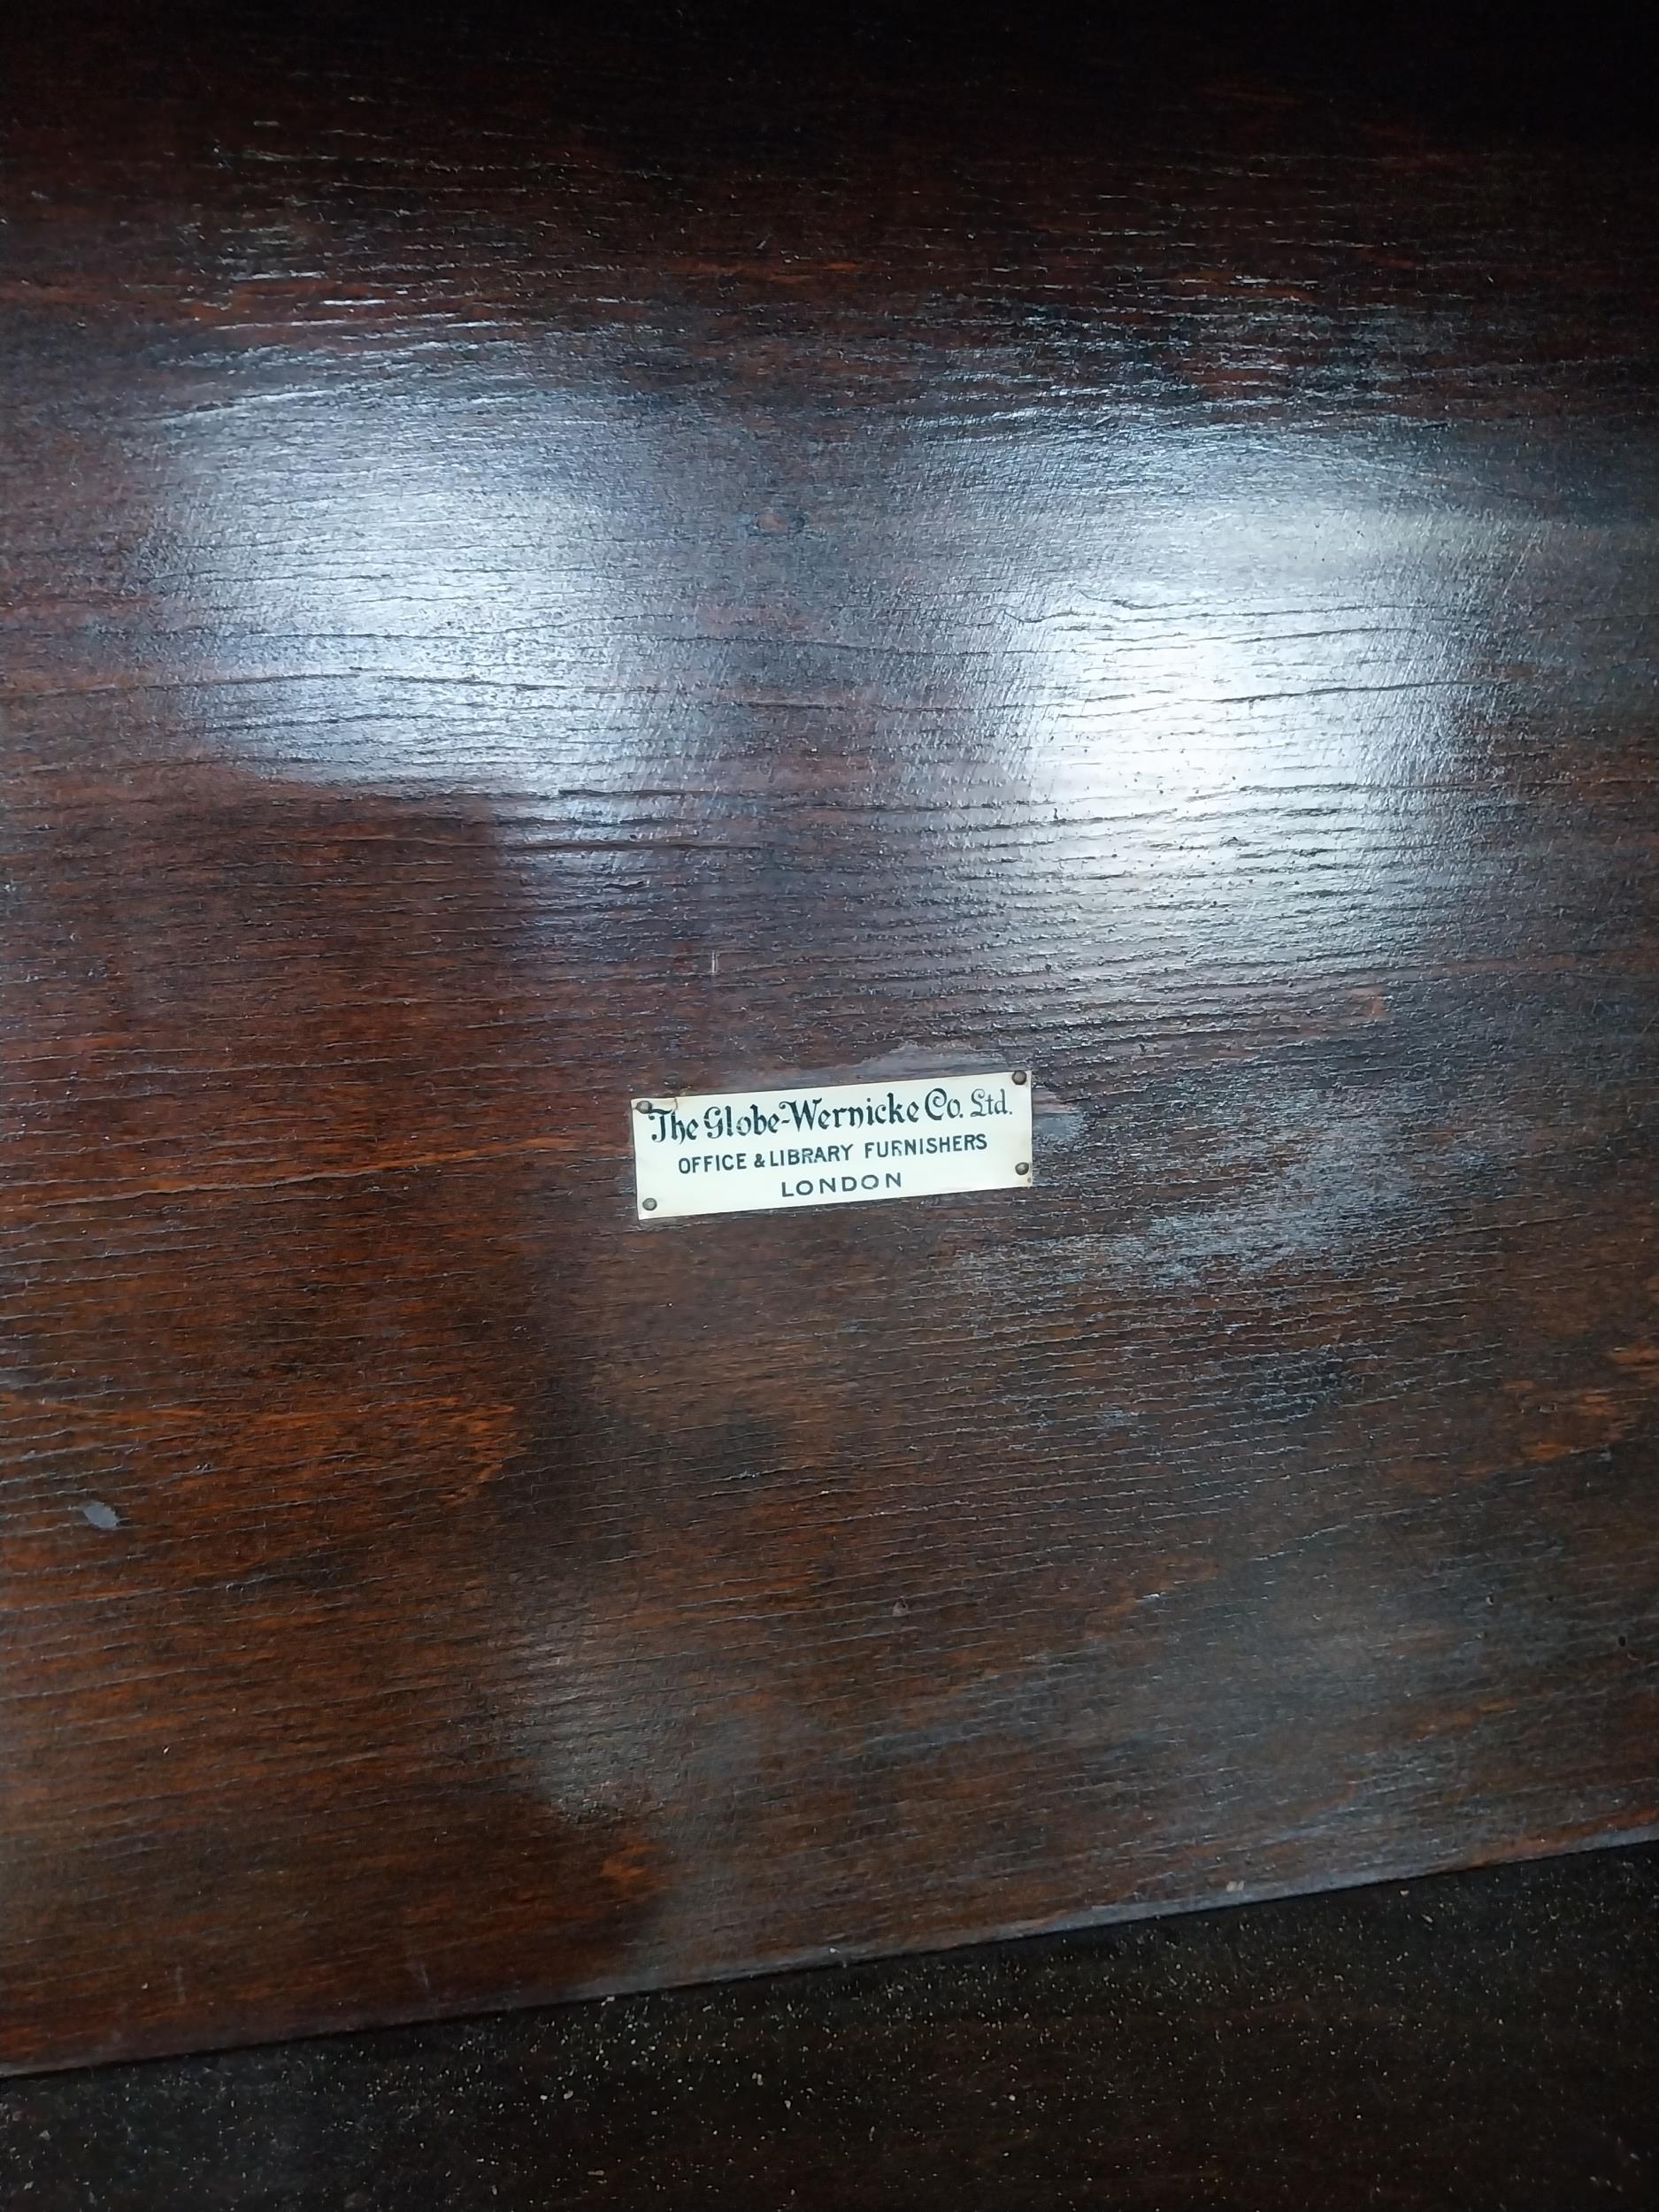 The Globe-Wernicke Co. Ltd.
OFFICE & LIBRARY FURNISHERS
LONDON